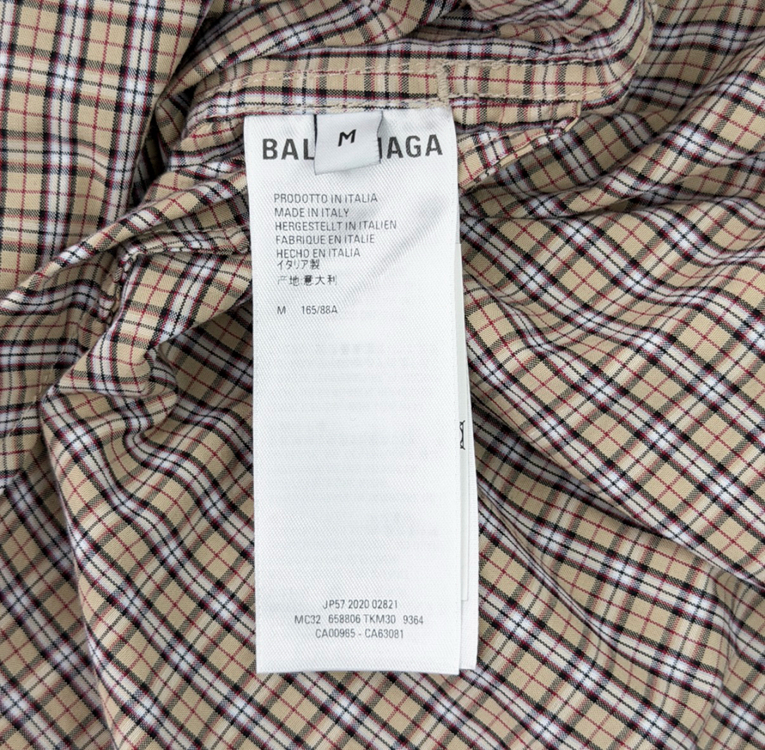 M
BAL AGA
PRODOTTO IN ITALIA
MADE IN ITALY
HERGESTELLT IN ITALIEN
FABRIQUE EN ITALIE
HECHO EN ITALIA
イタリア製
产地:意大利
M 165/88A
JP57 2020 02821
MC32 658806 TKM30 9364
CA00965 - CA63081